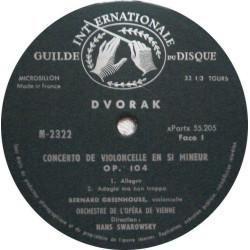 INTERNATIONALE
GUILDE DU DISQUE
MICROSILLON
Made in France
33 1/3 TOURS
DVORAK
M-2322
xPartx 55.205
Face 1
CONCERTO DE VIOLONCELLE EN SI MINEUR
OP. 104
1. Allegro
2. Adagio ma non troppo
BERNARD GREENHOUSE, violoncelle
ORCHESTRE DE L'OPÉRA DE VIENNE
Direction:
HANS SWAROWSKY